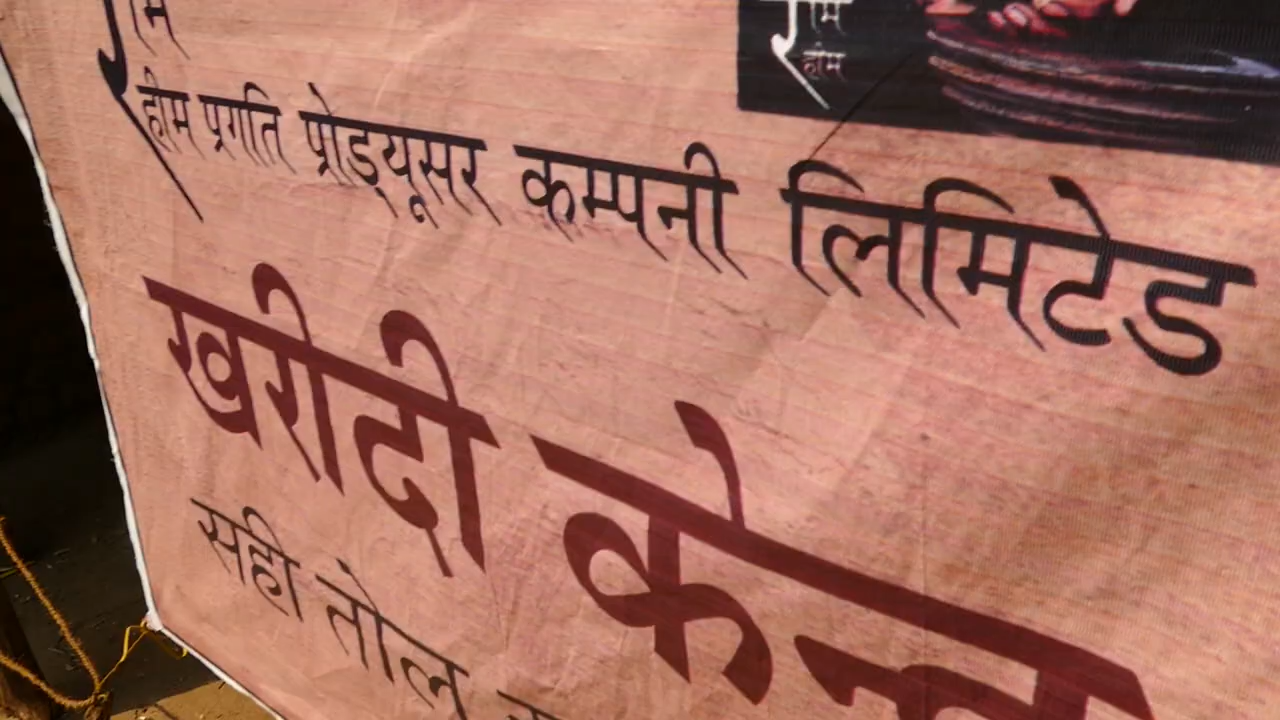 राम
होम
होम प्रगति प्रोड्यूसर कम्पनी लिमिटेड
खरीदी
सही तौल